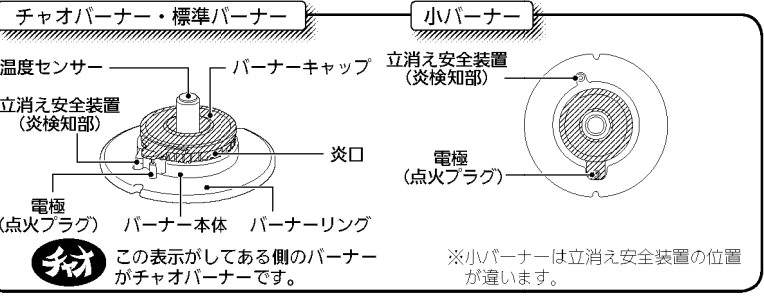 チャオバーナー・標準バーナー
温度センサー
バーナーキャップ
立消え安全装置
(炎検知部)
炎口
電極
(点火プラグ)
バーナー本体
バーナーリング
チャオ
この表示がしてある側のバーナー
がチャオバーナーです。
小バーナー
立消え安全装置
(炎検知部)
電極
(点火プラグ)
※小バーナーは立消え安全装置の位置
が違います。